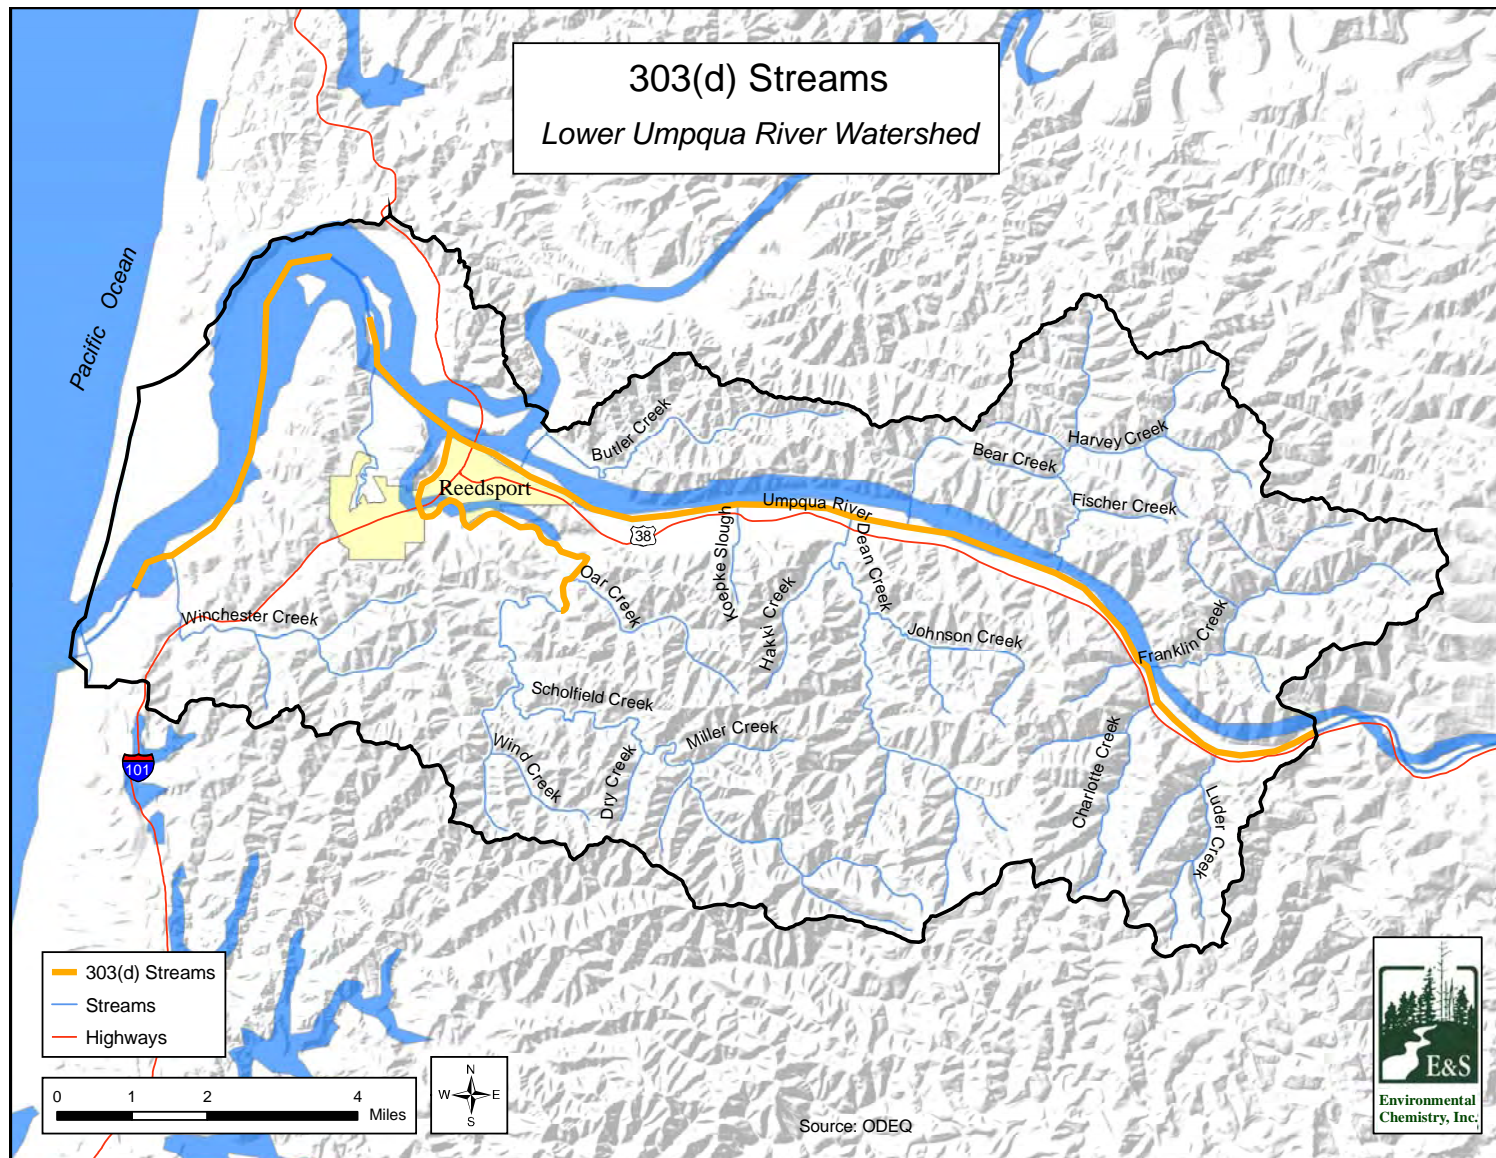 303(d) Streams
Lower Umpqua River Watershed
Pacific Ocean
Butler Creek
Harvey Creek
Bear Creek
Reedsport
Fischer Creek
Umpqua River
38
Koepke Slough
Dean Creek
Oar Creek
Hakki Creek
Winchester Creek
Johnson Creek
Franklin Creek
Scholfield Creek
Miller Creek
Wind Creek
Dry Creek
Charlotte Creek
Luder Creek
101
303(d) Streams
Streams
Highways
0 1 2 4
Miles
N
W E
S
Source: ODEQ
E&S
Environmental
Chemistry, Inc.